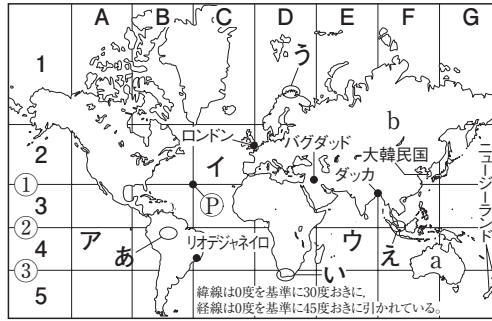 A B C D E F G
1
2
①
3
②
4
③
5
う
b
ロンドン
バグダッド
大韓民国
イ
ダッカ
Ⓟ
ニュージーランド
ア
あ
リオデジャネイロ
ウ
え
い
a
緯線は0度を基準に30度おきに,
経線は0度を基準に45度おきに引かれている。